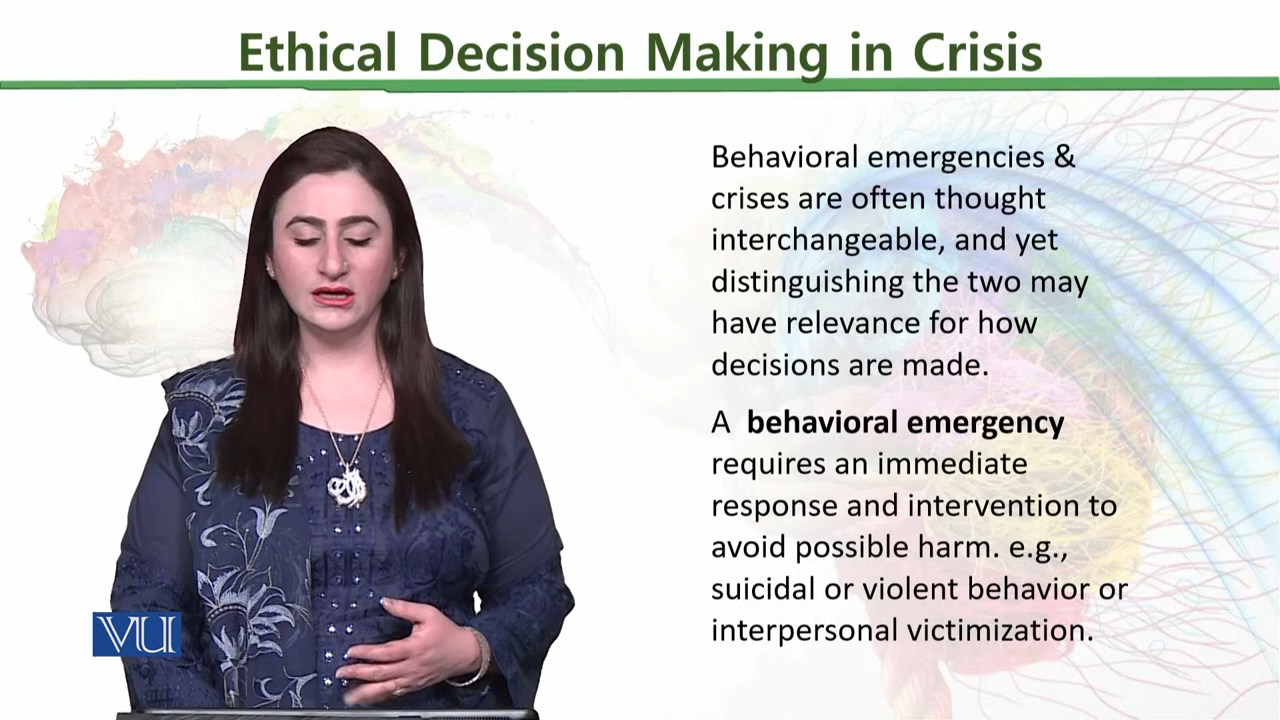 Ethical Decision Making in Crisis
Behavioral emergencies &
crises are often thought
interchangeable, and yet
distinguishing the two may
have relevance for how
decisions are made.
A behavioral emergency
requires an immediate
response and intervention to
avoid possible harm. e.g.,
suicidal or violent behavior or
interpersonal victimization.
VU